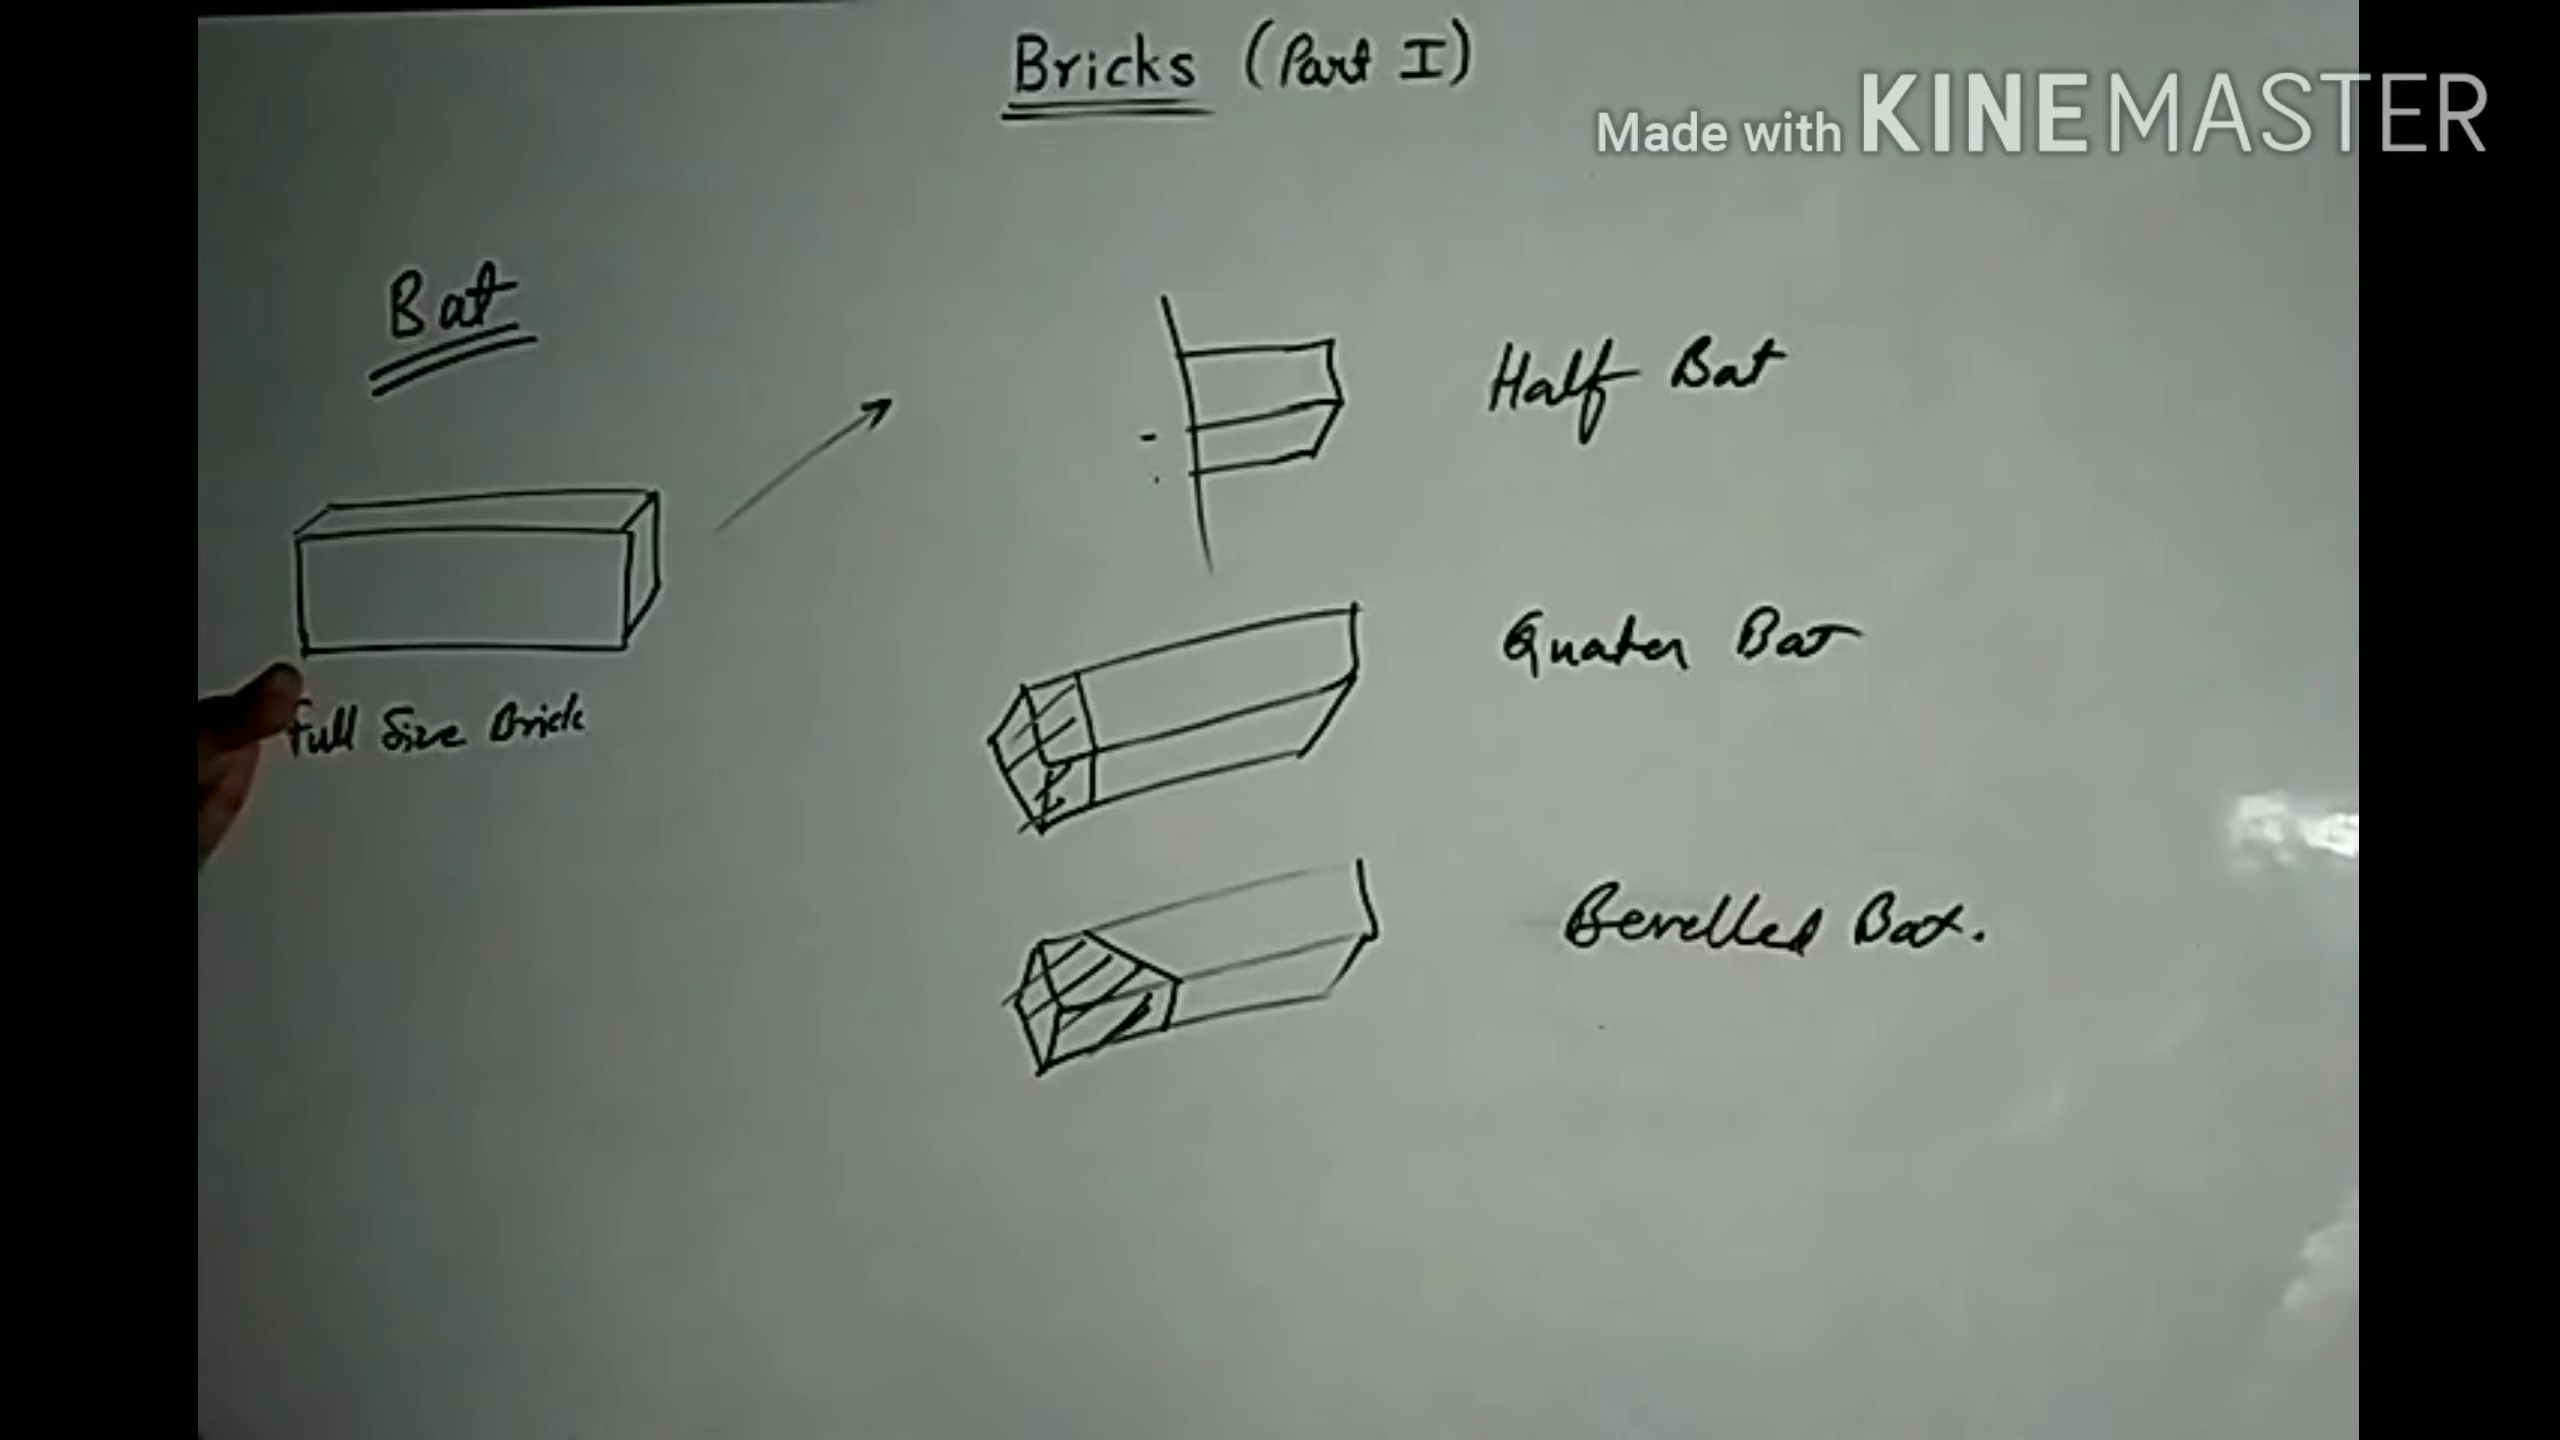 Bricks (Part I)
Made with KINEMASTER
Bat
Half Bat
Full Size Brick
Quater Bat
Bevelled Bat.